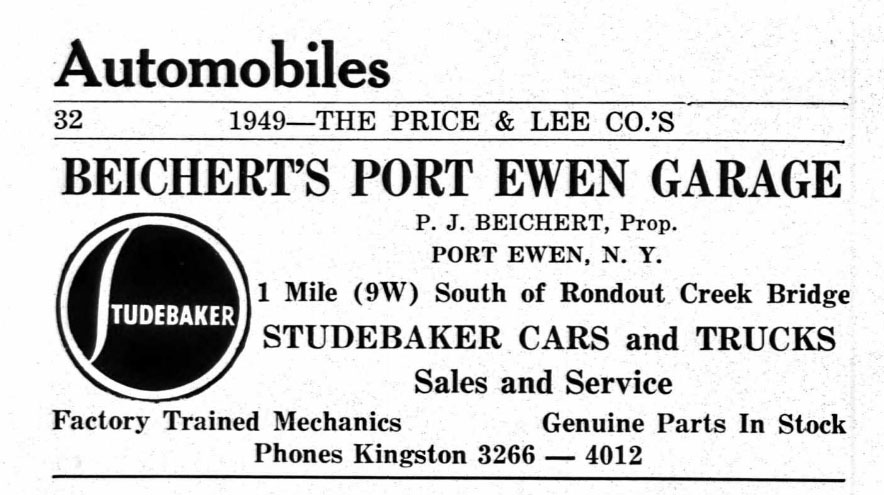 Automobiles
32 1949—THE PRICE & LEE CO.'S
BEICHERT'S PORT EWEN GARAGE
P. J. BEICHERT, Prop.
PORT EWEN, N. Y.
1 Mile (9W) South of Rondout Creek Bridge
STUDEBAKER
STUDEBAKER CARS and TRUCKS
Sales and Service
Factory Trained Mechanics Genuine Parts In Stock
Phones Kingston 3266 — 4012